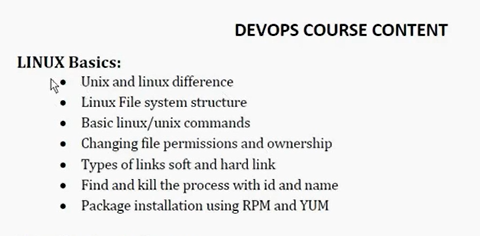 DEVOPS COURSE CONTENT
LINUX Basics:
• Unix and linux difference
• Linux File system structure
• Basic linux/unix commands
• Changing file permissions and ownership
• Types of links soft and hard link
• Find and kill the process with id and name
• Package installation using RPM and YUM